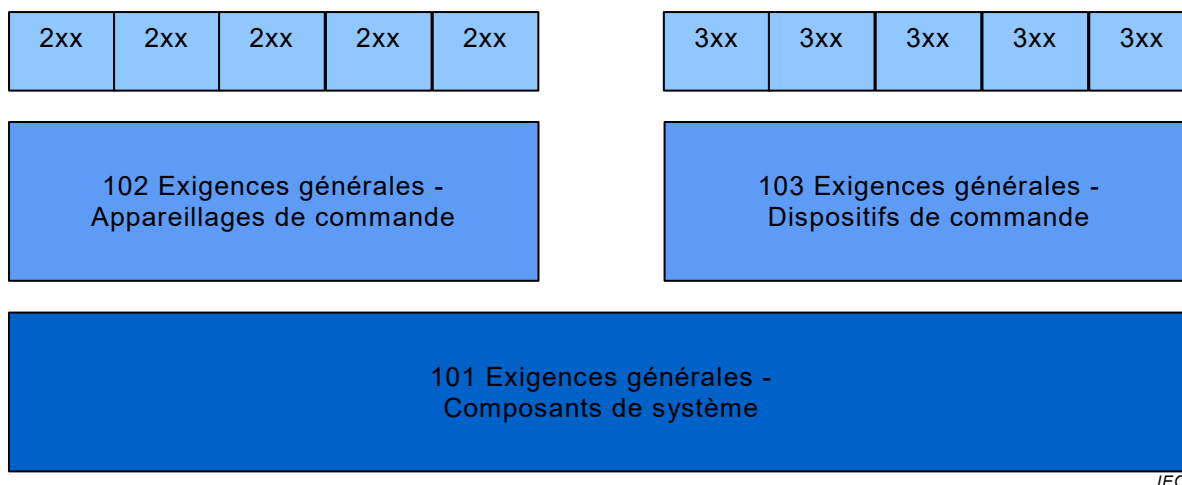 2xx 2xx 2xx 2xx 2xx 3xx 3xx 3xx 3xx 3xx
102 Exigences générales -
Appareillages de commande
103 Exigences générales -
Dispositifs de commande
101 Exigences générales -
Composants de système
IEC